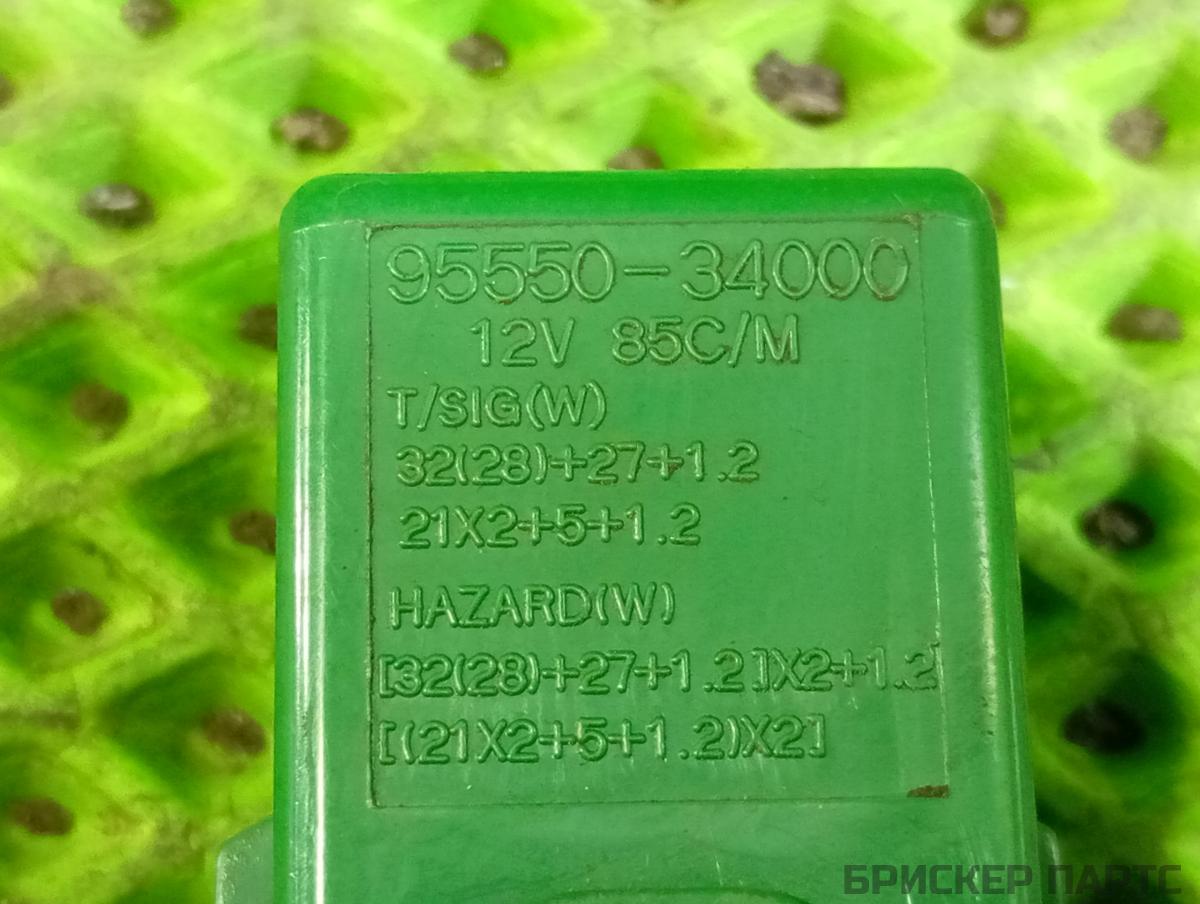 95550-34000
12V 85C/M
T/SIG(W)
32(28)+27+1.2
21X2+5+1.2
HAZARD(W)
[32(28)+27+1.2]X2+1.2
[(21X2+5+1.2)X2]
БРИСКЕР ПАРТС